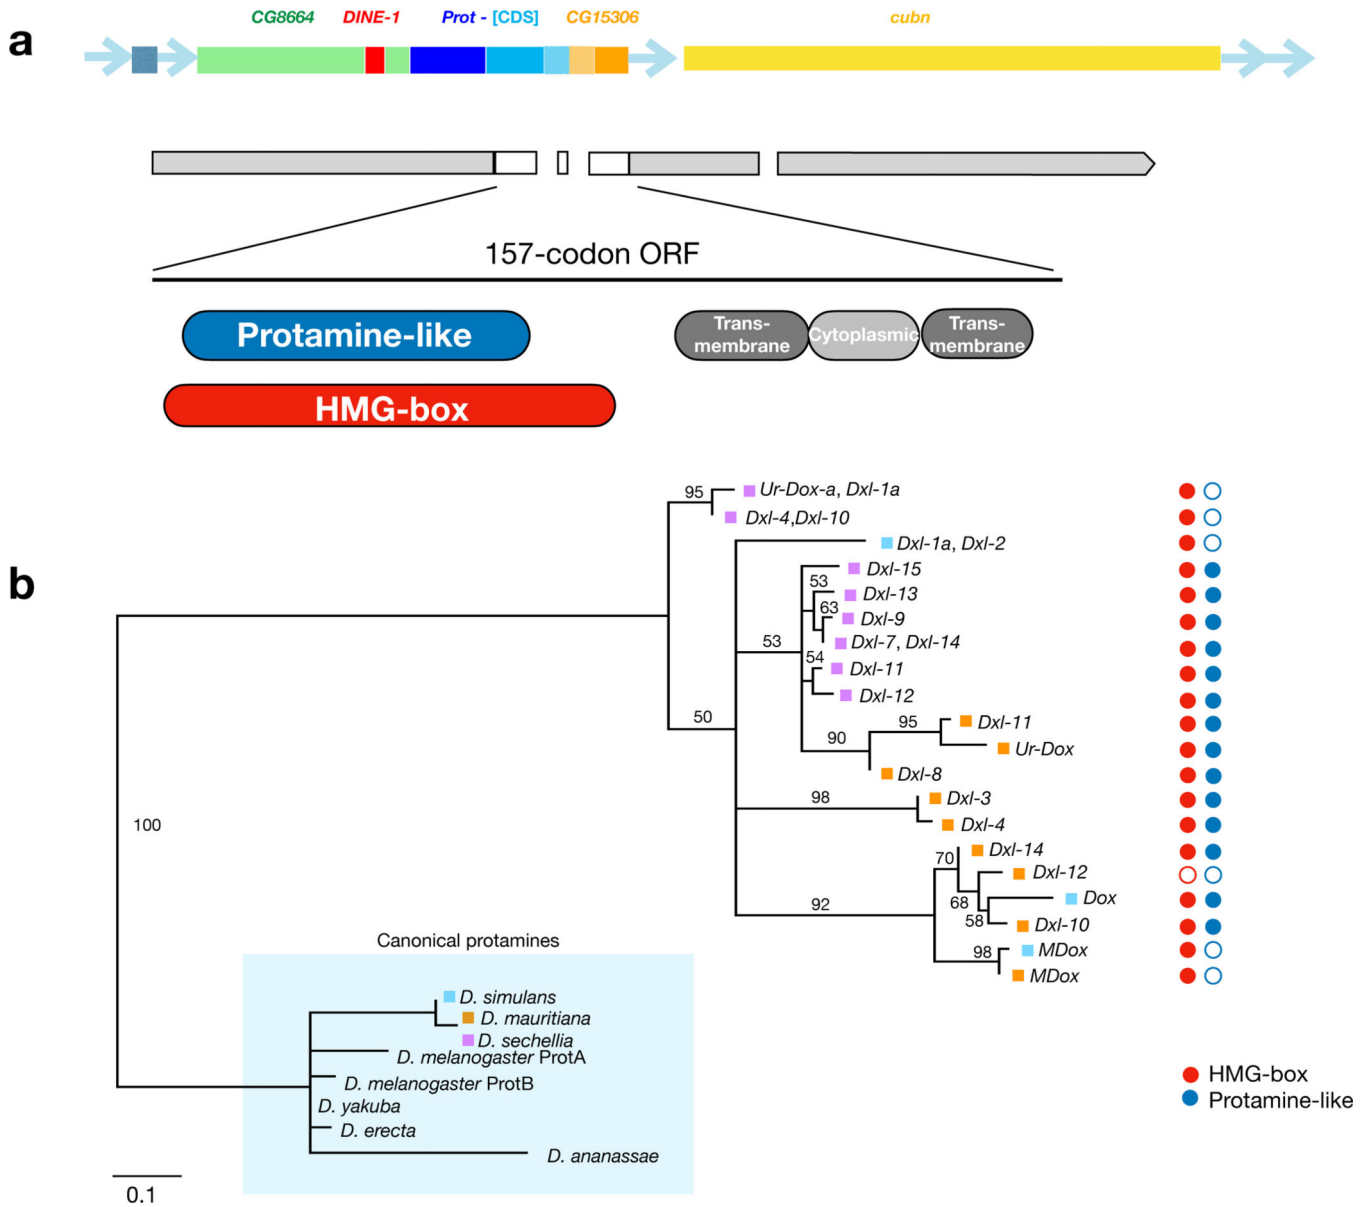 a
CG8664 DINE-1 Prot - [CDS] CG15306 cubn
157-codon ORF
Protamine-like
Trans-
membrane
Cytoplasmic
Trans-
membrane
HMG-box
b
95
Ur-Dox-a, Dxl-1a
Dxl-4,Dxl-10
Dxl-1a, Dxl-2
Dxl-15
53
Dxl-13
63
Dxl-9
53
Dxl-7, Dxl-14
54
Dxl-11
Dxl-12
50
95
Dxl-11
90
Ur-Dox
Dxl-8
98
Dxl-3
Dxl-4
100
70
Dxl-14
Dxl-12
68
Dox
92
58
Dxl-10
98
MDox
MDox
Canonical protamines
D. simulans
D. mauritiana
D. sechellia
D. melanogaster ProtA
D. melanogaster ProtB
D. yakuba
D. erecta
D. ananassae
0.1
HMG-box
Protamine-like